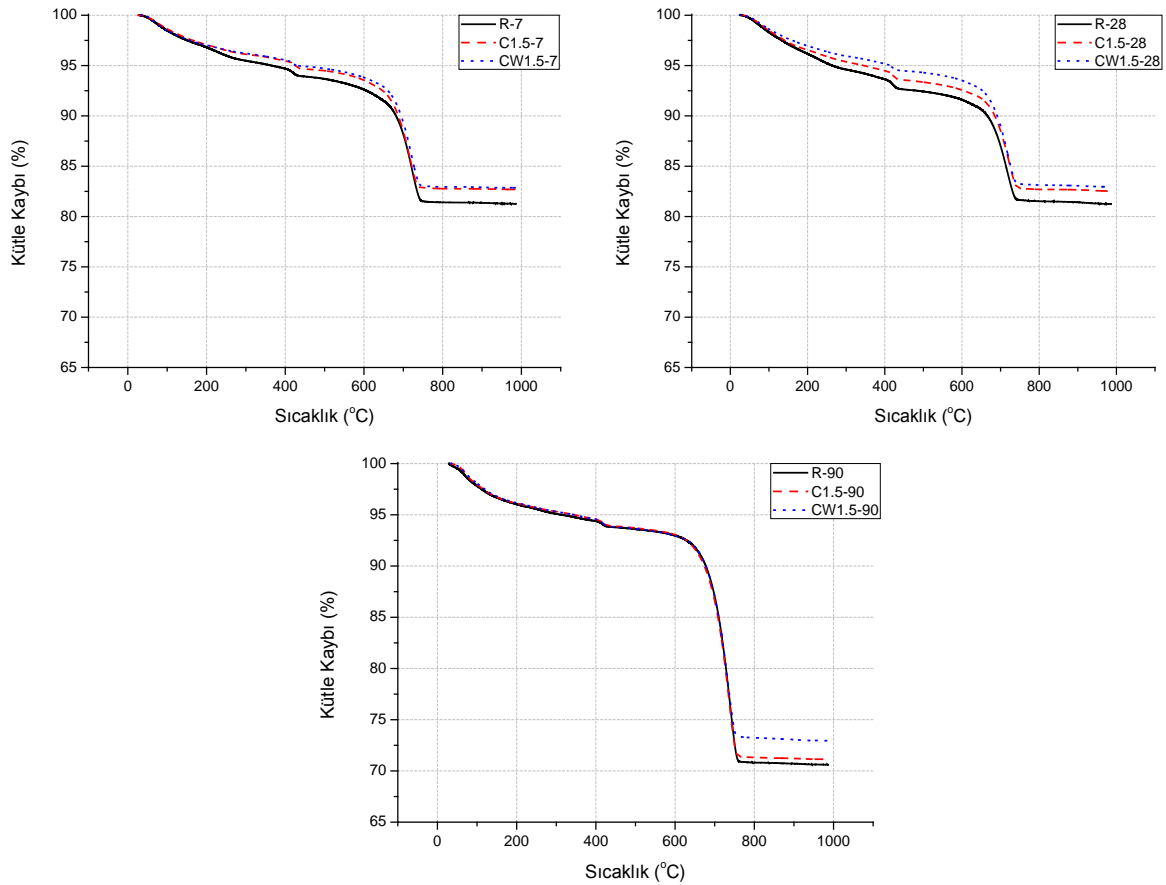 R-7
C1.5-7
CW1.5-7
100
95
90
85
80
75
70
65
Kütle Kaybı (%)
0 200 400 600 800 1000
Sıcaklık (°C)
R-28
C1.5-28
CW1.5-28
100
95
90
85
80
75
70
65
Kütle Kaybı (%)
0 200 400 600 800 1000
Sıcaklık (°C)
R-90
C1.5-90
CW1.5-90
100
95
90
85
80
75
70
65
Kütle Kaybı (%)
0 200 400 600 800 1000
Sıcaklık (°C)